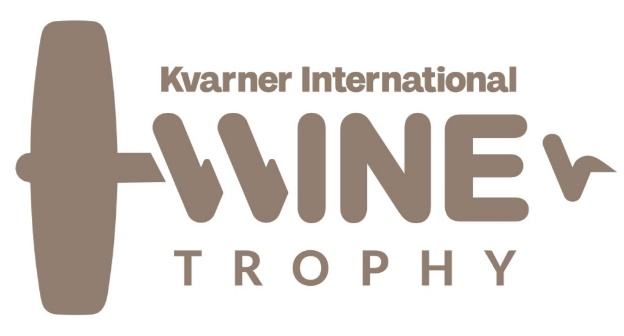 Kvarner International
WINE
TROPHY